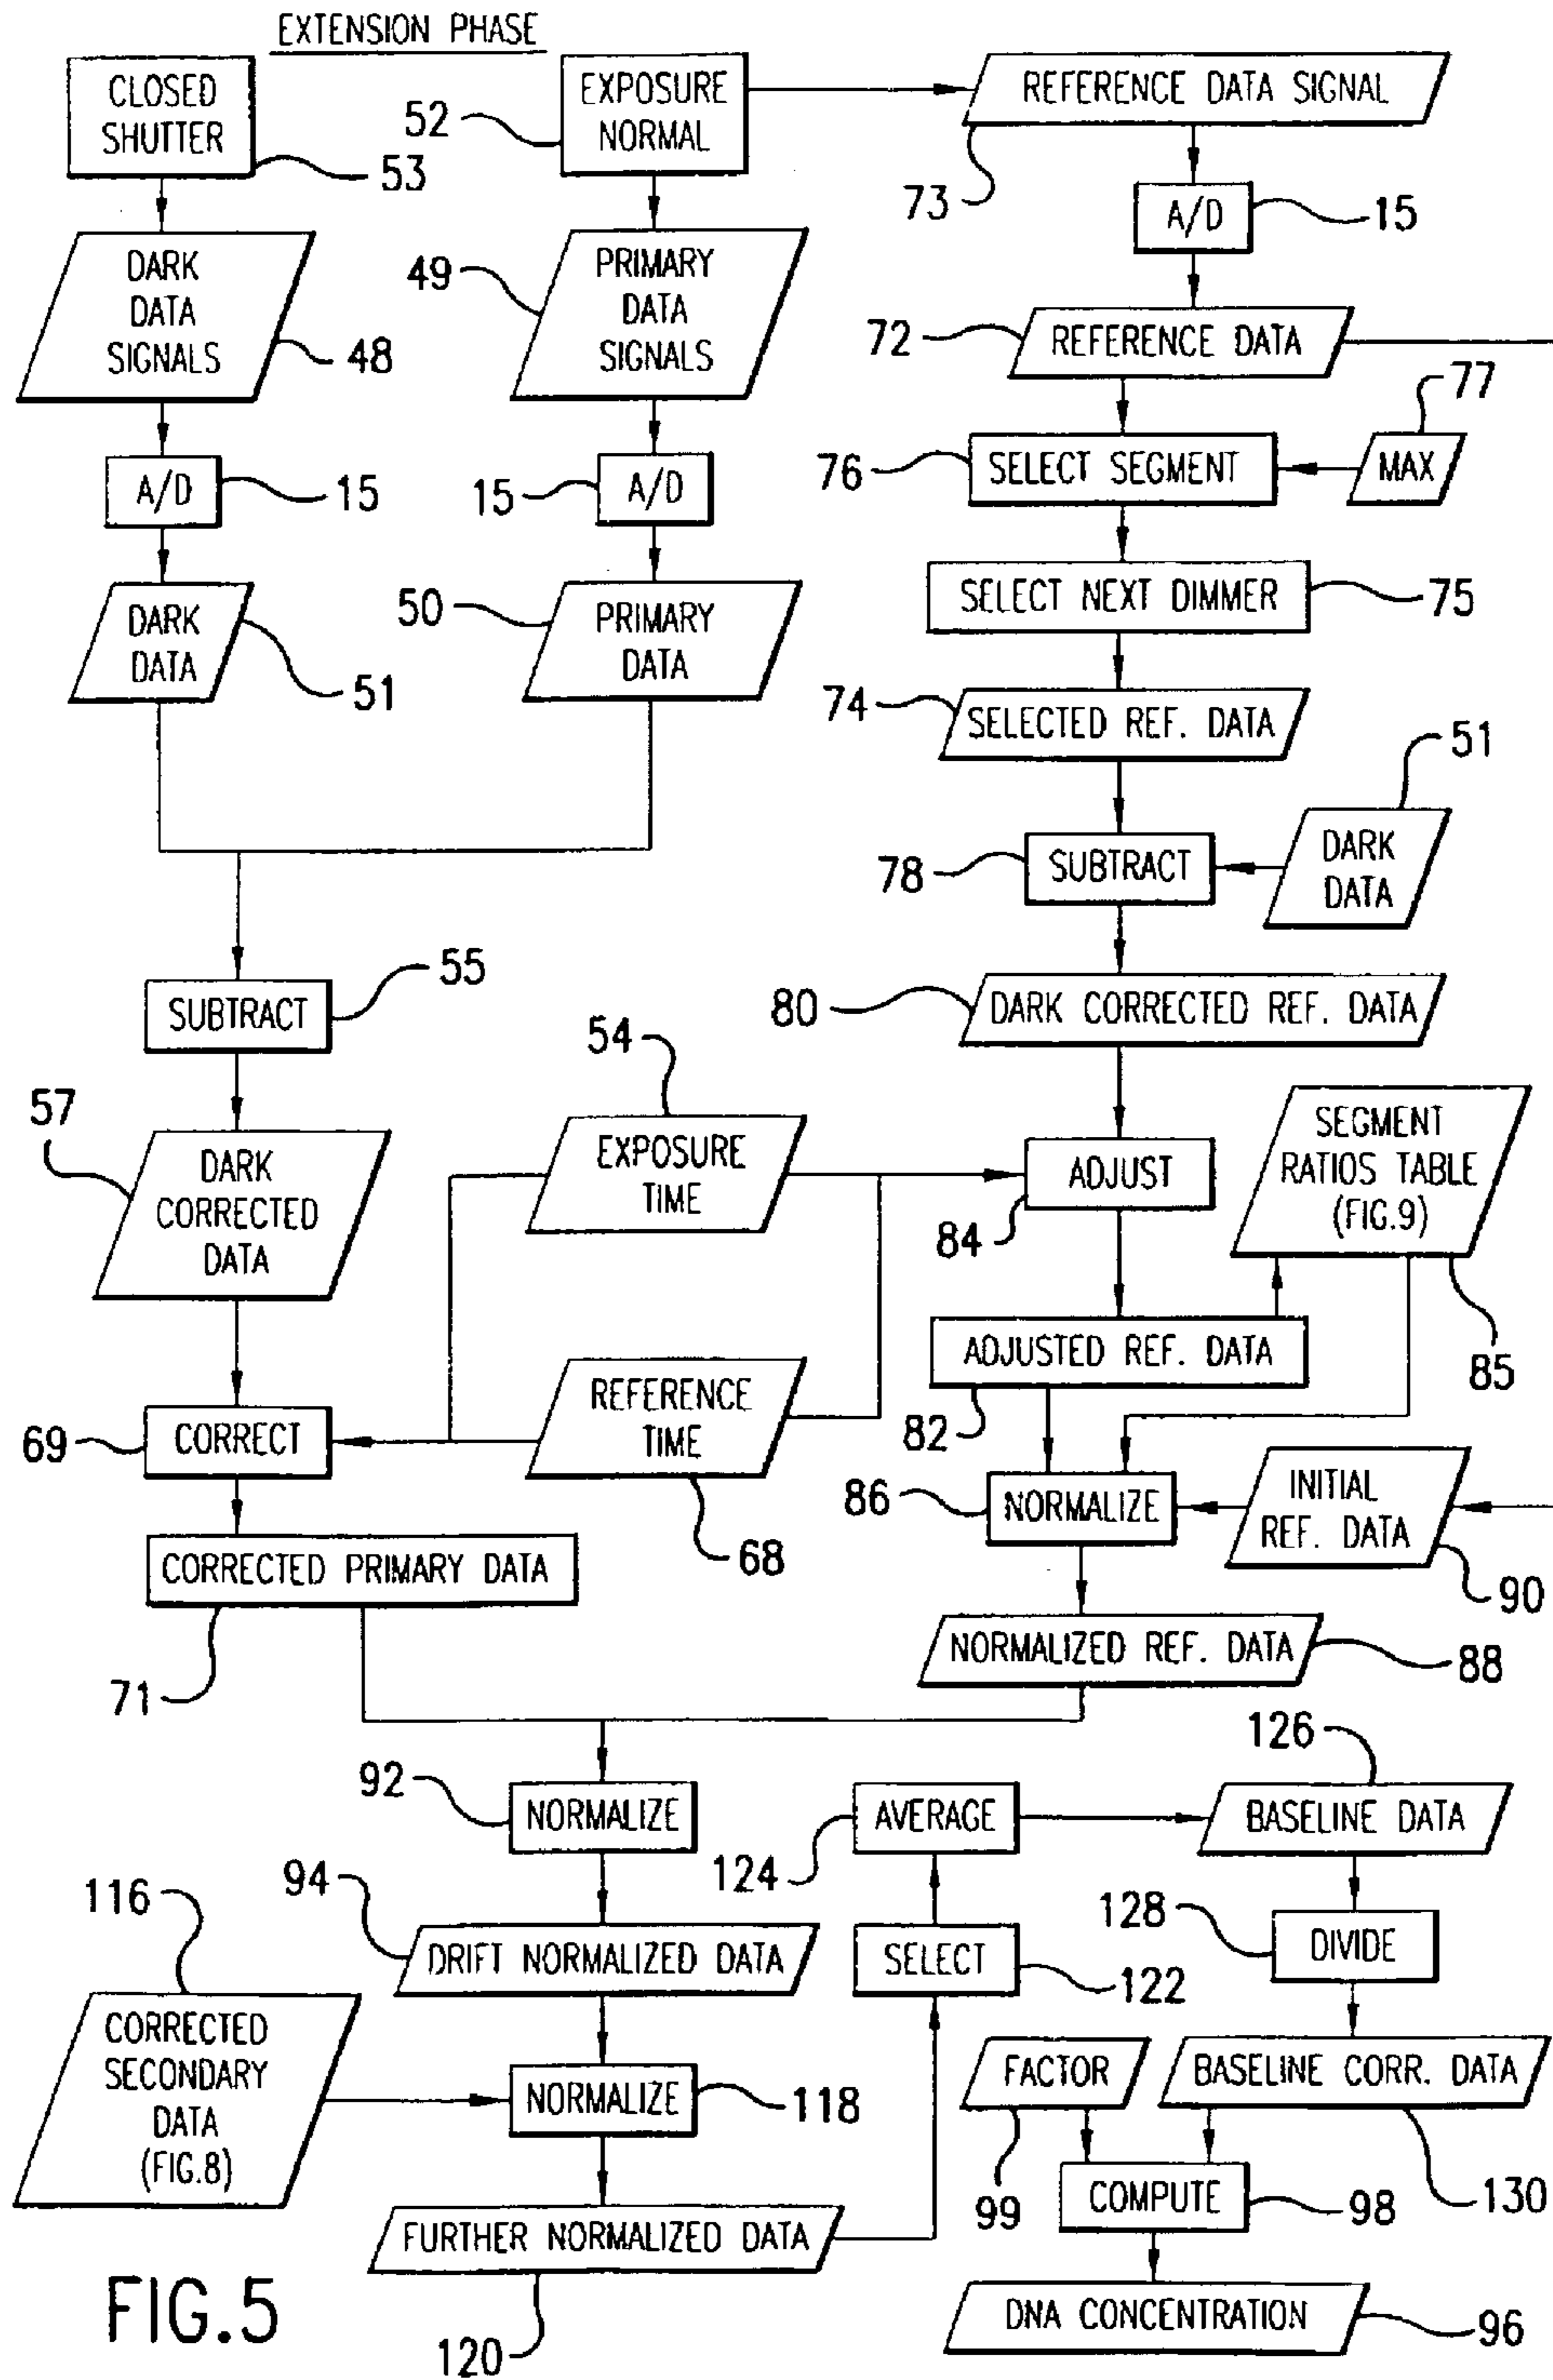 EXTENSION PHASE
CLOSED
SHUTTER
53
EXPOSURE
NORMAL
52
REFERENCE DATA SIGNAL
73
A/D
15
DARK
DATA
SIGNALS
48
PRIMARY
DATA
SIGNALS
49
REFERENCE DATA
72
77
MAX
SELECT SEGMENT
76
A/D
15
A/D
15
SELECT NEXT DIMMER
75
DARK
DATA
51
PRIMARY
DATA
50
SELECTED REF. DATA
74
51
DARK
DATA
SUBTRACT
78
SUBTRACT
55
DARK CORRECTED REF. DATA
80
54
EXPOSURE
TIME
57
DARK
CORRECTED
DATA
ADJUST
84
SEGMENT
RATIOS TABLE
(FIG.9)
85
ADJUSTED REF. DATA
82
REFERENCE
TIME
68
CORRECT
69
NORMALIZE
86
INITIAL
REF. DATA
90
CORRECTED PRIMARY DATA
71
NORMALIZED REF. DATA
88
NORMALIZE
92
AVERAGE
124
BASELINE DATA
126
DRIFT NORMALIZED DATA
94
SELECT
122
DIVIDE
128
116
CORRECTED
SECONDARY
DATA
(FIG.8)
NORMALIZE
118
FACTOR
99
BASELINE CORR. DATA
130
COMPUTE
98
FURTHER NORMALIZED DATA
120
DNA CONCENTRATION
96
FIG.5